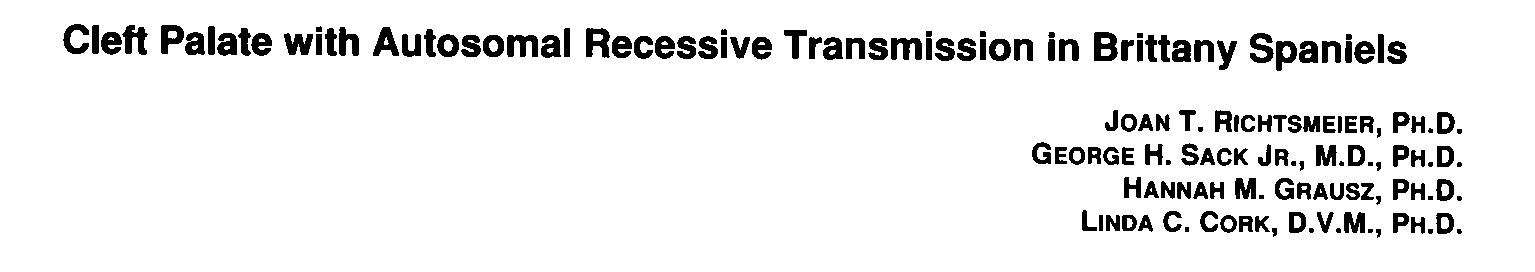 Cleft Palate with Autosomal Recessive Transmission in Brittany Spaniels
JOAN T. RICHTSMEIER, PH.D.
GEORGE H. SACK JR., M.D., PH.D.
HANNAH M. GRAUSZ, PH.D.
LINDA C. CORK, D.V.M., PH.D.